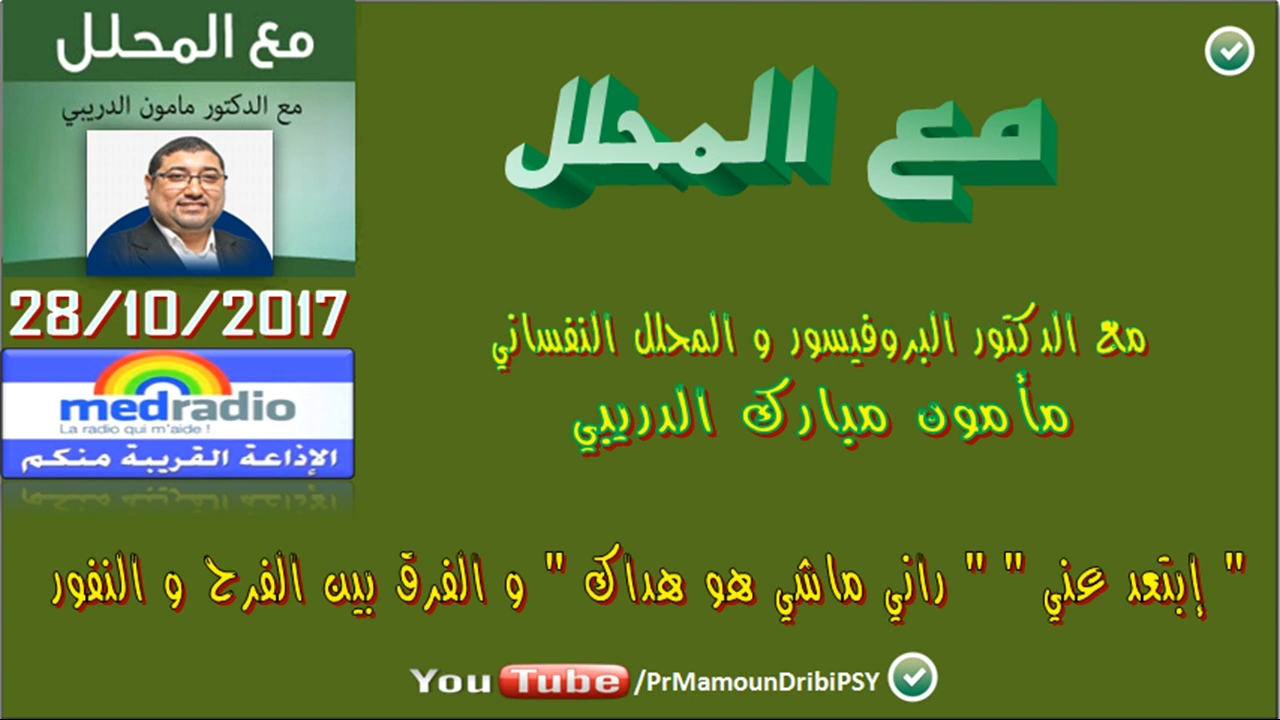 مع المحلل
مع الدكتور مامون الدريبي
28/10/2017
medradio
La radio qui m'aide !
الإذاعة القريبة منكم
مع المحلل
مع الدكتور البروفيسور و المحلل النفساني
مأمون مبارك الدريبي
" إبتعد عني " " راني ماشي هو هداك " و الفرق بين الفرح و النفور
YouTube /PrMamounDribiPSY